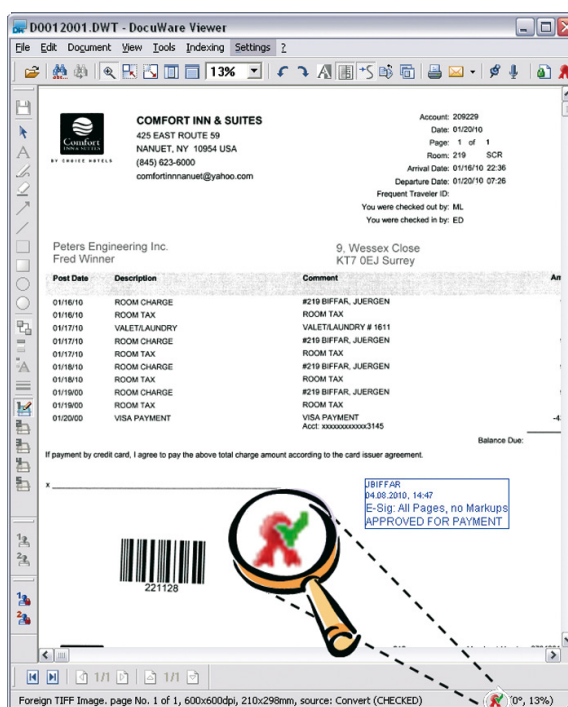 D0012001.DWT - DocuWare Viewer
File Edit Document View Tools Indexing Settings ?
13%
Comfort
INN & SUITES
BY CHOICE HOTELS
COMFORT INN & SUITES
425 EAST ROUTE 59
NANUET, NY 10954 USA
(845) 623-6000
comfortinnnanuet@yahoo.com
Account: 209229
Date: 01/20/10
Page: 1 of 1
Room: 219 SCR
Arrival Date: 01/16/10 22:36
Departure Date: 01/20/10 07:26
Frequent Traveler ID:
You were checked out by: ML
You were checked in by: ED
Peters Engineering Inc.
Fred Winner
9, Wessex Close
KT7 0EJ Surrey
Post Date Description Comment Am
01/16/10 ROOM CHARGE #219 BIFFAR, JUERGEN
01/16/10 ROOM TAX ROOM TAX
01/17/10 VALET/LAUNDRY VALET/LAUNDRY # 1611
01/17/10 ROOM CHARGE #219 BIFFAR, JUERGEN
01/17/10 ROOM TAX ROOM TAX
01/18/10 ROOM CHARGE #219 BIFFAR, JUERGEN
01/18/10 ROOM TAX ROOM TAX
01/19/00 ROOM CHARGE #219 BIFFAR, JUERGEN
01/19/00 ROOM TAX ROOM TAX
01/20/00 VISA PAYMENT VISA PAYMENT
Acct: xxxxxxxxxxxx3145
Balance Due:
If payment by credit card, I agree to pay the above total charge amount according to the card issuer agreement.
x
JBIFFAR
04.08.2010, 14:47
E-Sig: All Pages, no Markups
APPROVED FOR PAYMENT
221128
1/1 1/1
Foreign TIFF Image. page No. 1 of 1, 600x600dpi, 210x298mm, source: Convert (CHECKED) (0°, 13%)